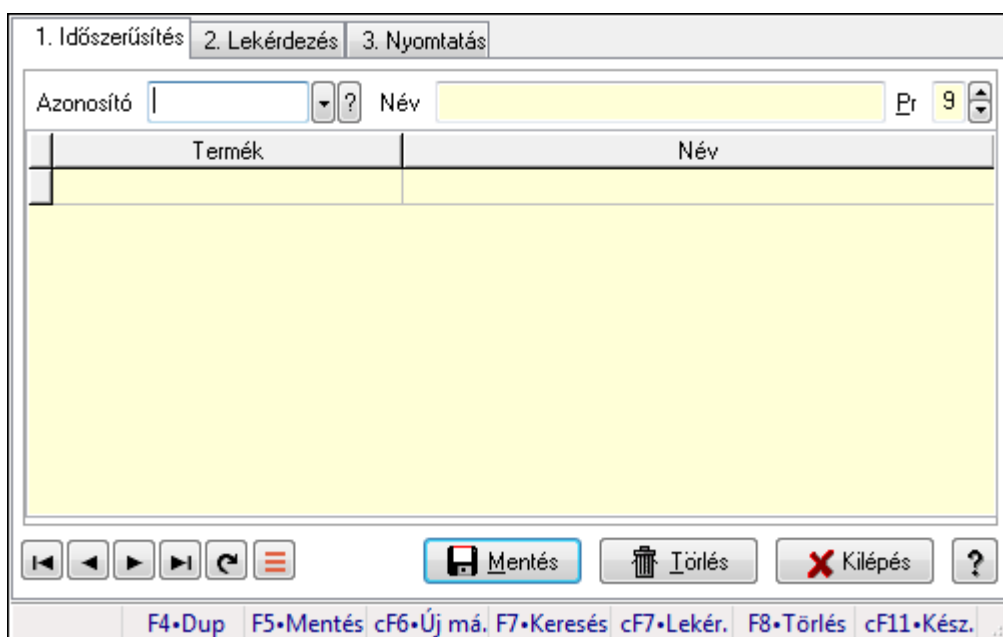 1. Időszerűsítés 2. Lekérdezés 3. Nyomtatás
Azonosító ? Név Pr 9
Termék Név
Mentés Törlés Kilépés ?
F4•Dup F5•Mentés cF6•Új má. F7•Keresés cF7•Lekér. F8•Törlés cF11•Kész.